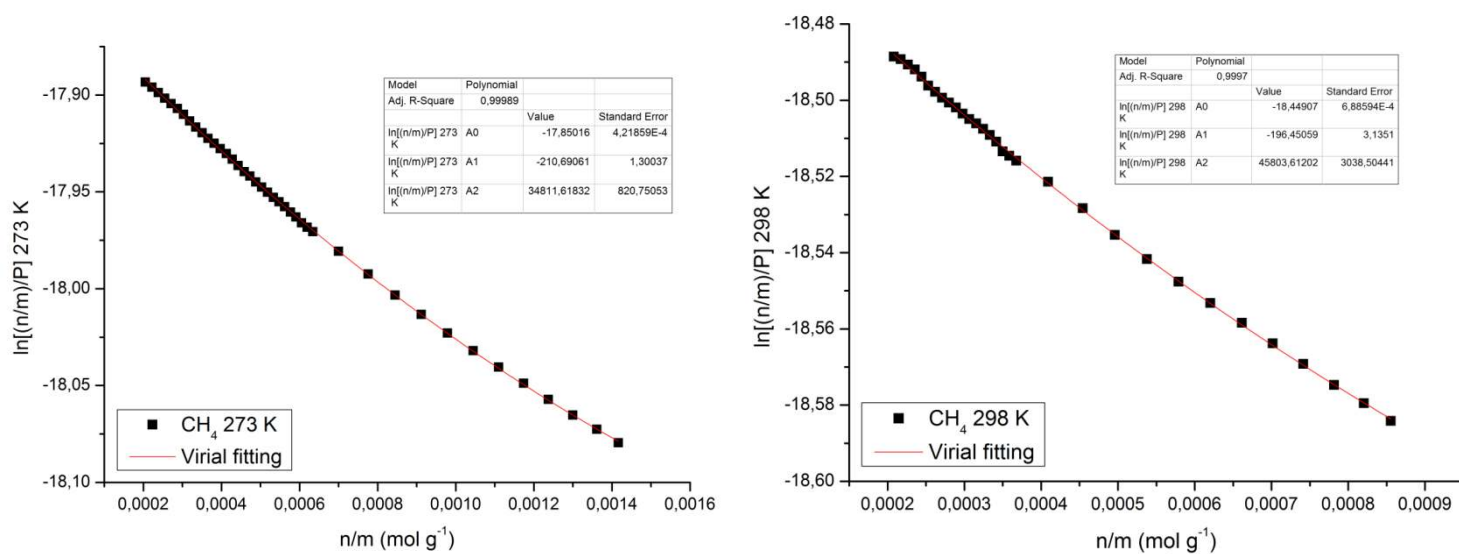 ln[(n/m)/P] 273 K
-17,90
-17,95
-18,00
-18,05
-18,10
Model Polynomial
Adj. R-Square 0,99989
Value Standard Error
ln[(n/m)/P] 273 K A0 -17,85016 4,21859E-4
ln[(n/m)/P] 273 K A1 -210,69061 1,30037
ln[(n/m)/P] 273 K A2 34811,61832 820,75053
CH4 273 K
Virial fitting
0,0000 0,0002 0,0004 0,0006 0,0008 0,0010 0,0012 0,0014 0,0016
n/m (mol g-1)
ln[(n/m)/P] 298 K
-18,48
-18,50
-18,52
-18,54
-18,56
-18,58
-18,60
Model Polynomial
Adj. R-Square 0,9997
Value Standard Error
ln[(n/m)/P] 298 K A0 -18,44907 6,88594E-4
ln[(n/m)/P] 298 K A1 -196,45059 3,1351
ln[(n/m)/P] 298 K A2 45803,61202 3038,50441
CH4 298 K
Virial fitting
0,0002 0,0003 0,0004 0,0005 0,0006 0,0007 0,0008 0,0009
n/m (mol g-1)